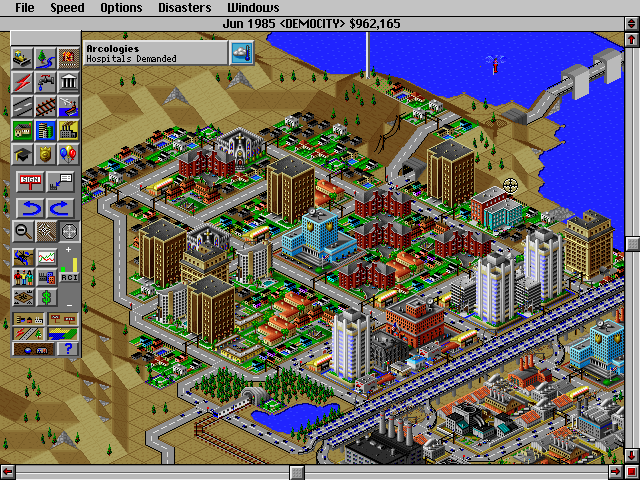 File Speed Options Disasters Windows
Jun 1985 <DEMOCITY> $962,165
Arcologies
Hospitals Demanded
SIGN
+
RCI
−
$
?